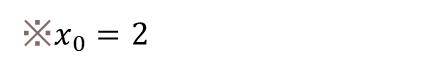 ※x₀ = 2